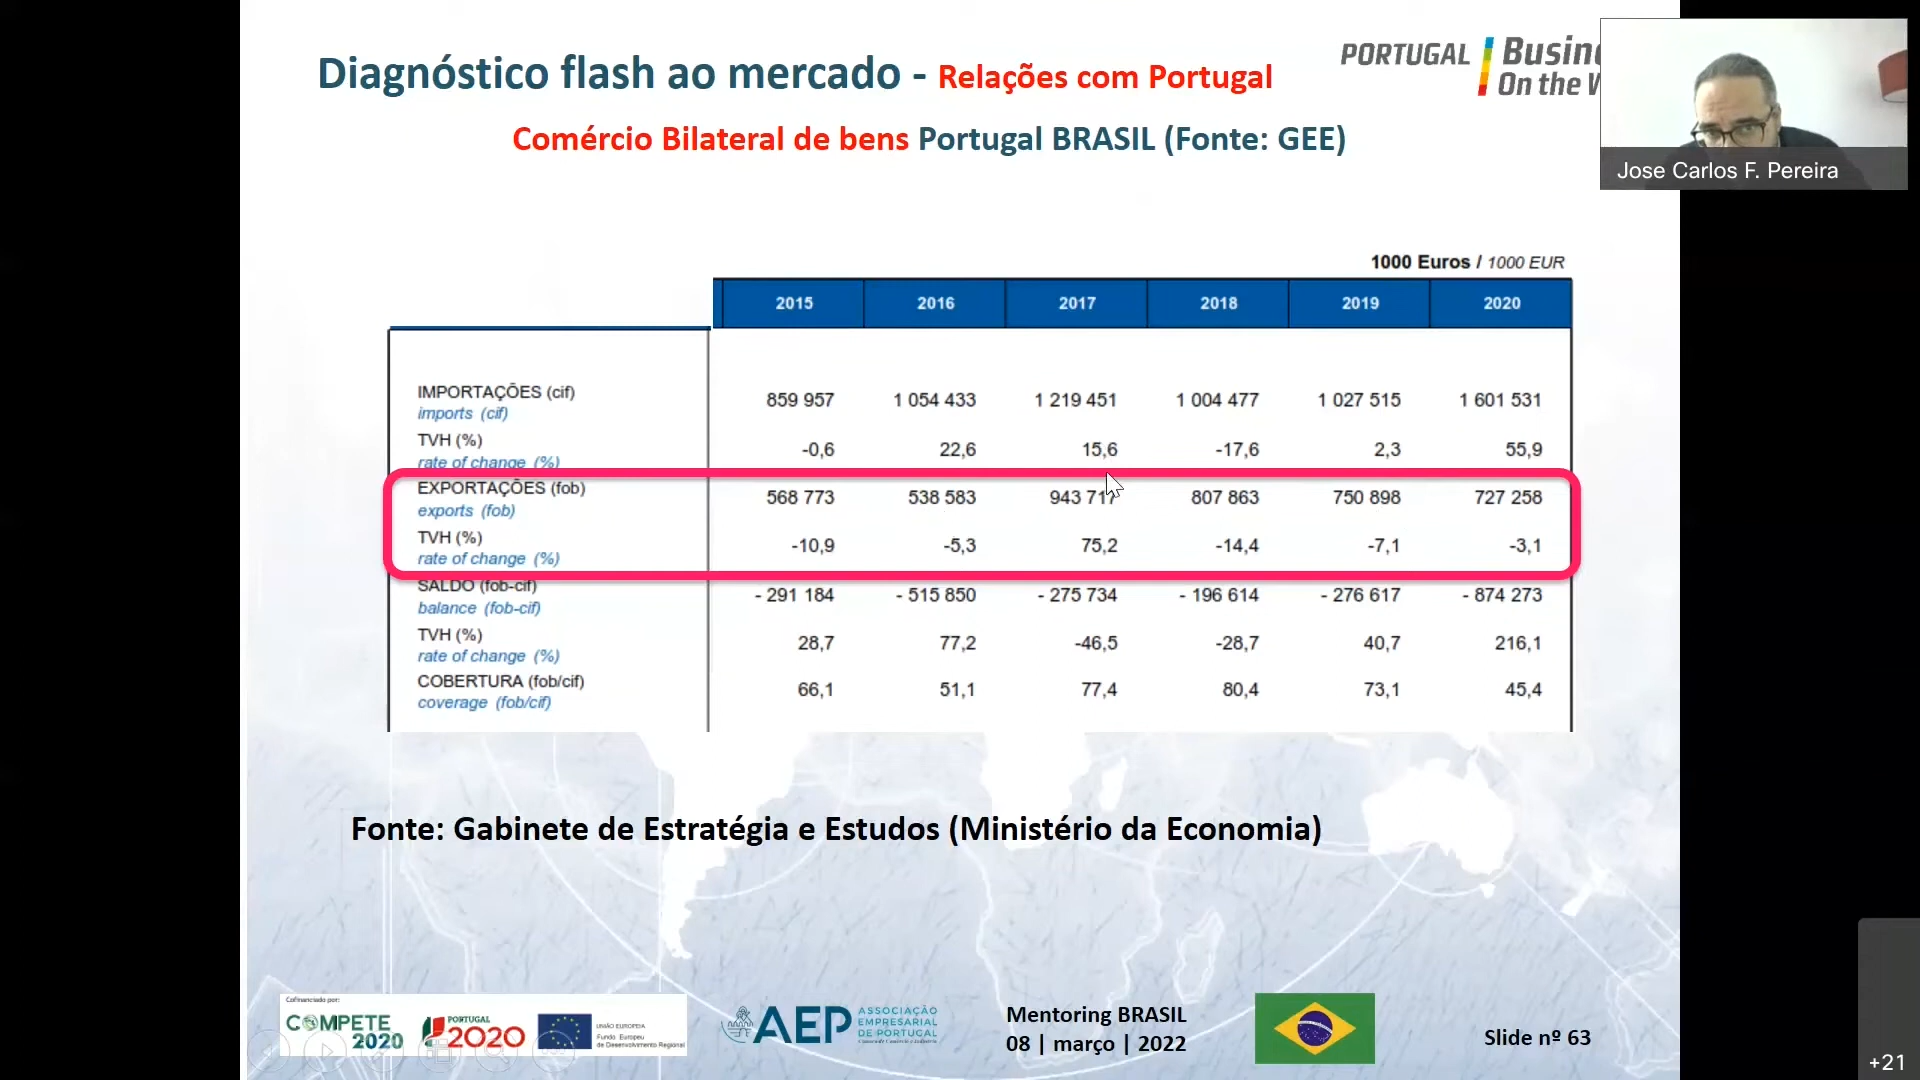 Diagnóstico flash ao mercado - Relações com Portugal
PORTUGAL Busin
On the
Comércio Bilateral de bens Portugal BRASIL (Fonte: GEE)
Jose Carlos F. Pereira
1000 Euros / 1000 EUR
2015 2016 2017 2018 2019 2020
IMPORTAÇÕES (cif)
imports (cif)
859 957 1 054 433 1 219 451 1 004 477 1 027 515 1 601 531
TVH (%)
rate of change (%)
-0,6 22,6 15,6 -17,6 2,3 55,9
EXPORTAÇÕES (fob)
exports (fob)
568 773 538 583 943 717 807 863 750 898 727 258
TVH (%)
rate of change (%)
-10,9 -5,3 75,2 -14,4 -7,1 -3,1
SALDO (fob-cif)
balance (fob-cif)
- 291 184 - 515 850 - 275 734 - 196 614 - 276 617 - 874 273
TVH (%)
rate of change (%)
28,7 77,2 -46,5 -28,7 40,7 216,1
COBERTURA (fob/cif)
coverage (fob/cif)
66,1 51,1 77,4 80,4 73,1 45,4
Fonte: Gabinete de Estratégia e Estudos (Ministério da Economia)
Cofinanciado por:
COMPETE
2020
PORTUGAL
2020
UNIÃO EUROPEIA
Fundo Europeu
de Desenvolvimento Regional
AEP
ASSOCIAÇÃO
EMPRESARIAL
DE PORTUGAL
Mentoring BRASIL
08 | março | 2022
Slide nº 63
+21